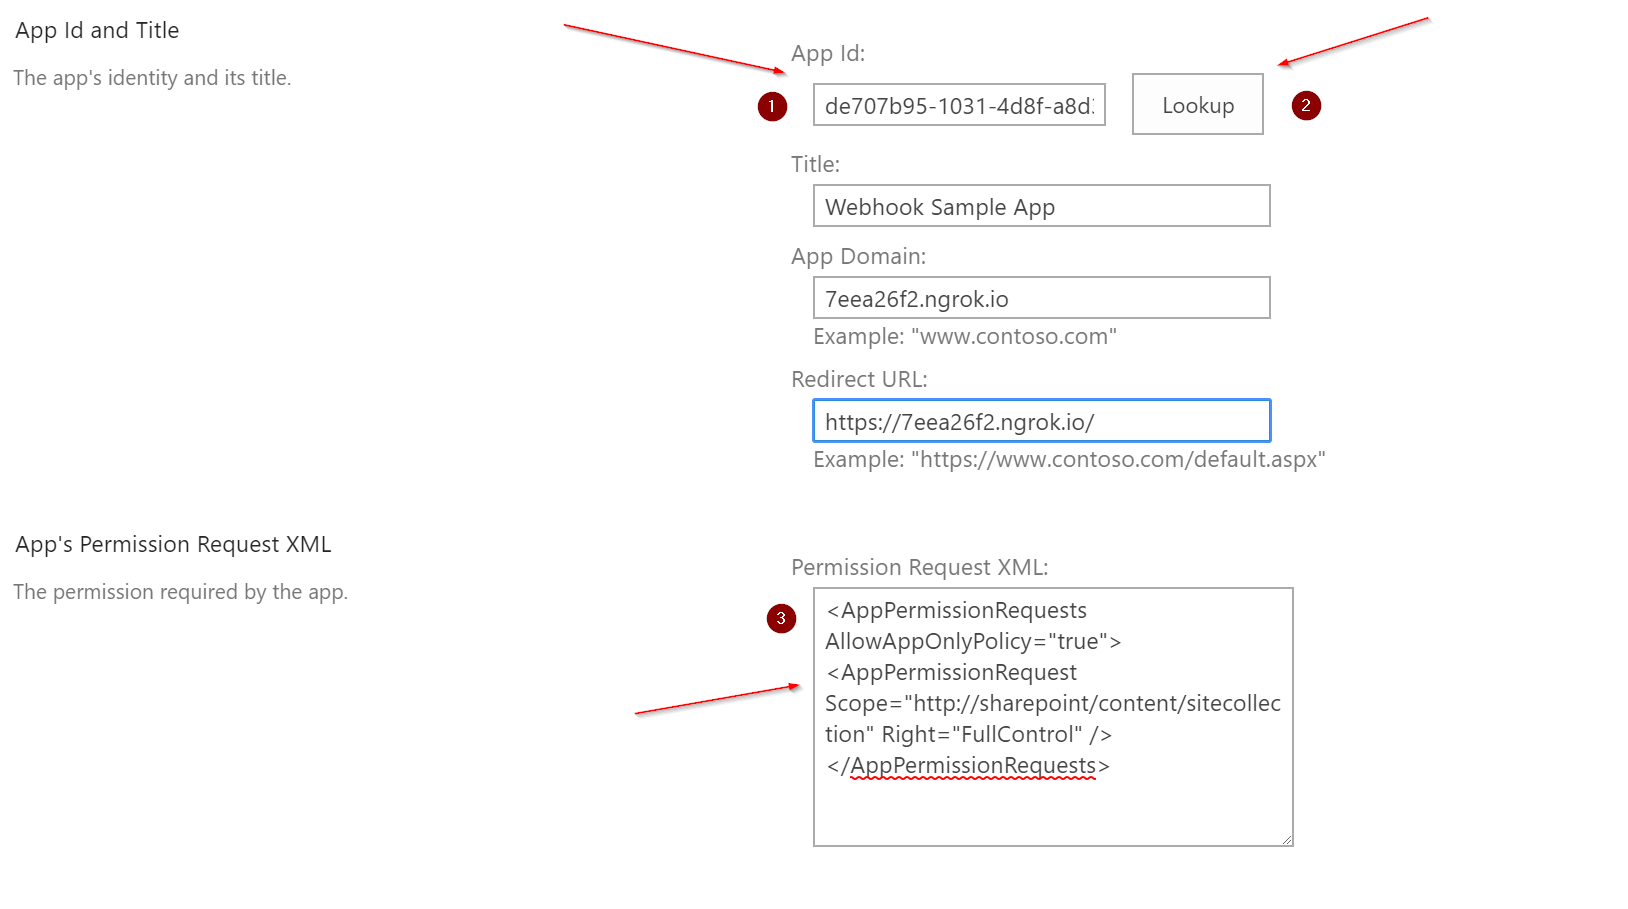 App Id and Title
The app's identity and its title.
App Id:
1
de707b95-1031-4d8f-a8d
Lookup
2
Title:
Webhook Sample App
App Domain:
7eea26f2.ngrok.io
Example: "www.contoso.com"
Redirect URL:
https://7eea26f2.ngrok.io/
Example: "https://www.contoso.com/default.aspx"
App's Permission Request XML
The permission required by the app.
Permission Request XML:
3
<AppPermissionRequests
AllowAppOnlyPolicy="true">
<AppPermissionRequest
Scope="http://sharepoint/content/sitecollec
tion" Right="FullControl" />
</AppPermissionRequests>